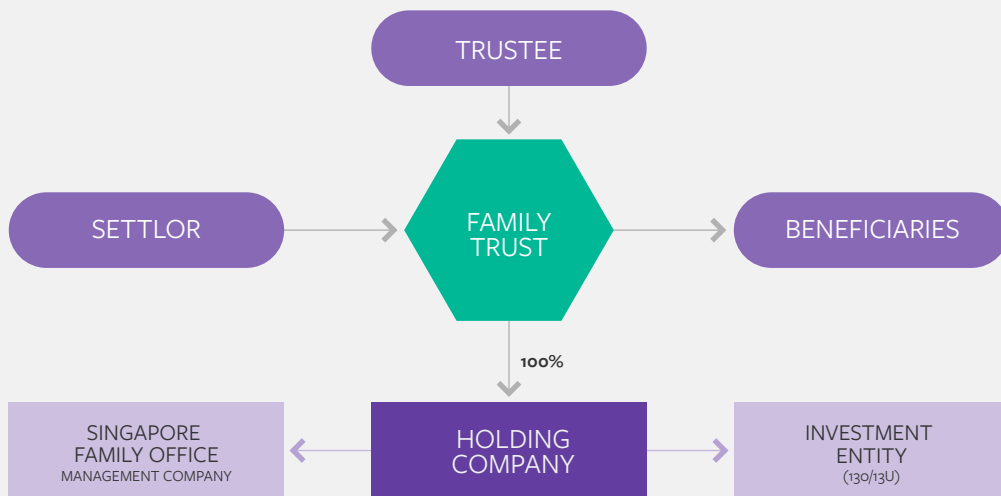 TRUSTEE
SETTLOR
FAMILY
TRUST
BENEFICIARIES
100%
SINGAPORE
FAMILY OFFICE
MANAGEMENT COMPANY
HOLDING
COMPANY
INVESTMENT
ENTITY
(13O/13U)